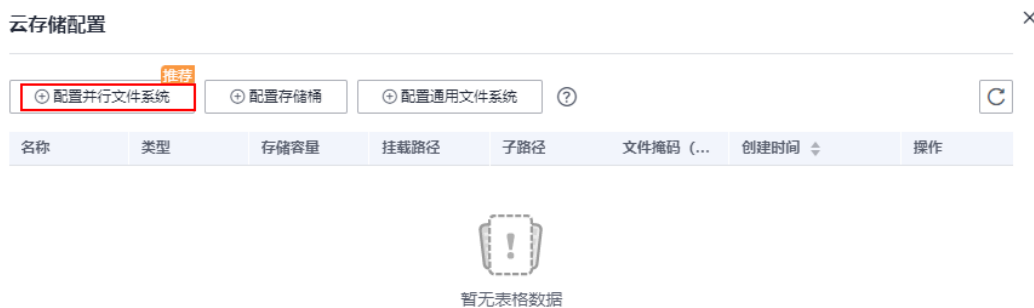 云存储配置
推荐
配置并行文件系统 配置存储桶 配置通用文件系统
名称 类型 存储容量 挂载路径 子路径 文件掩码（... 创建时间 操作
暂无表格数据